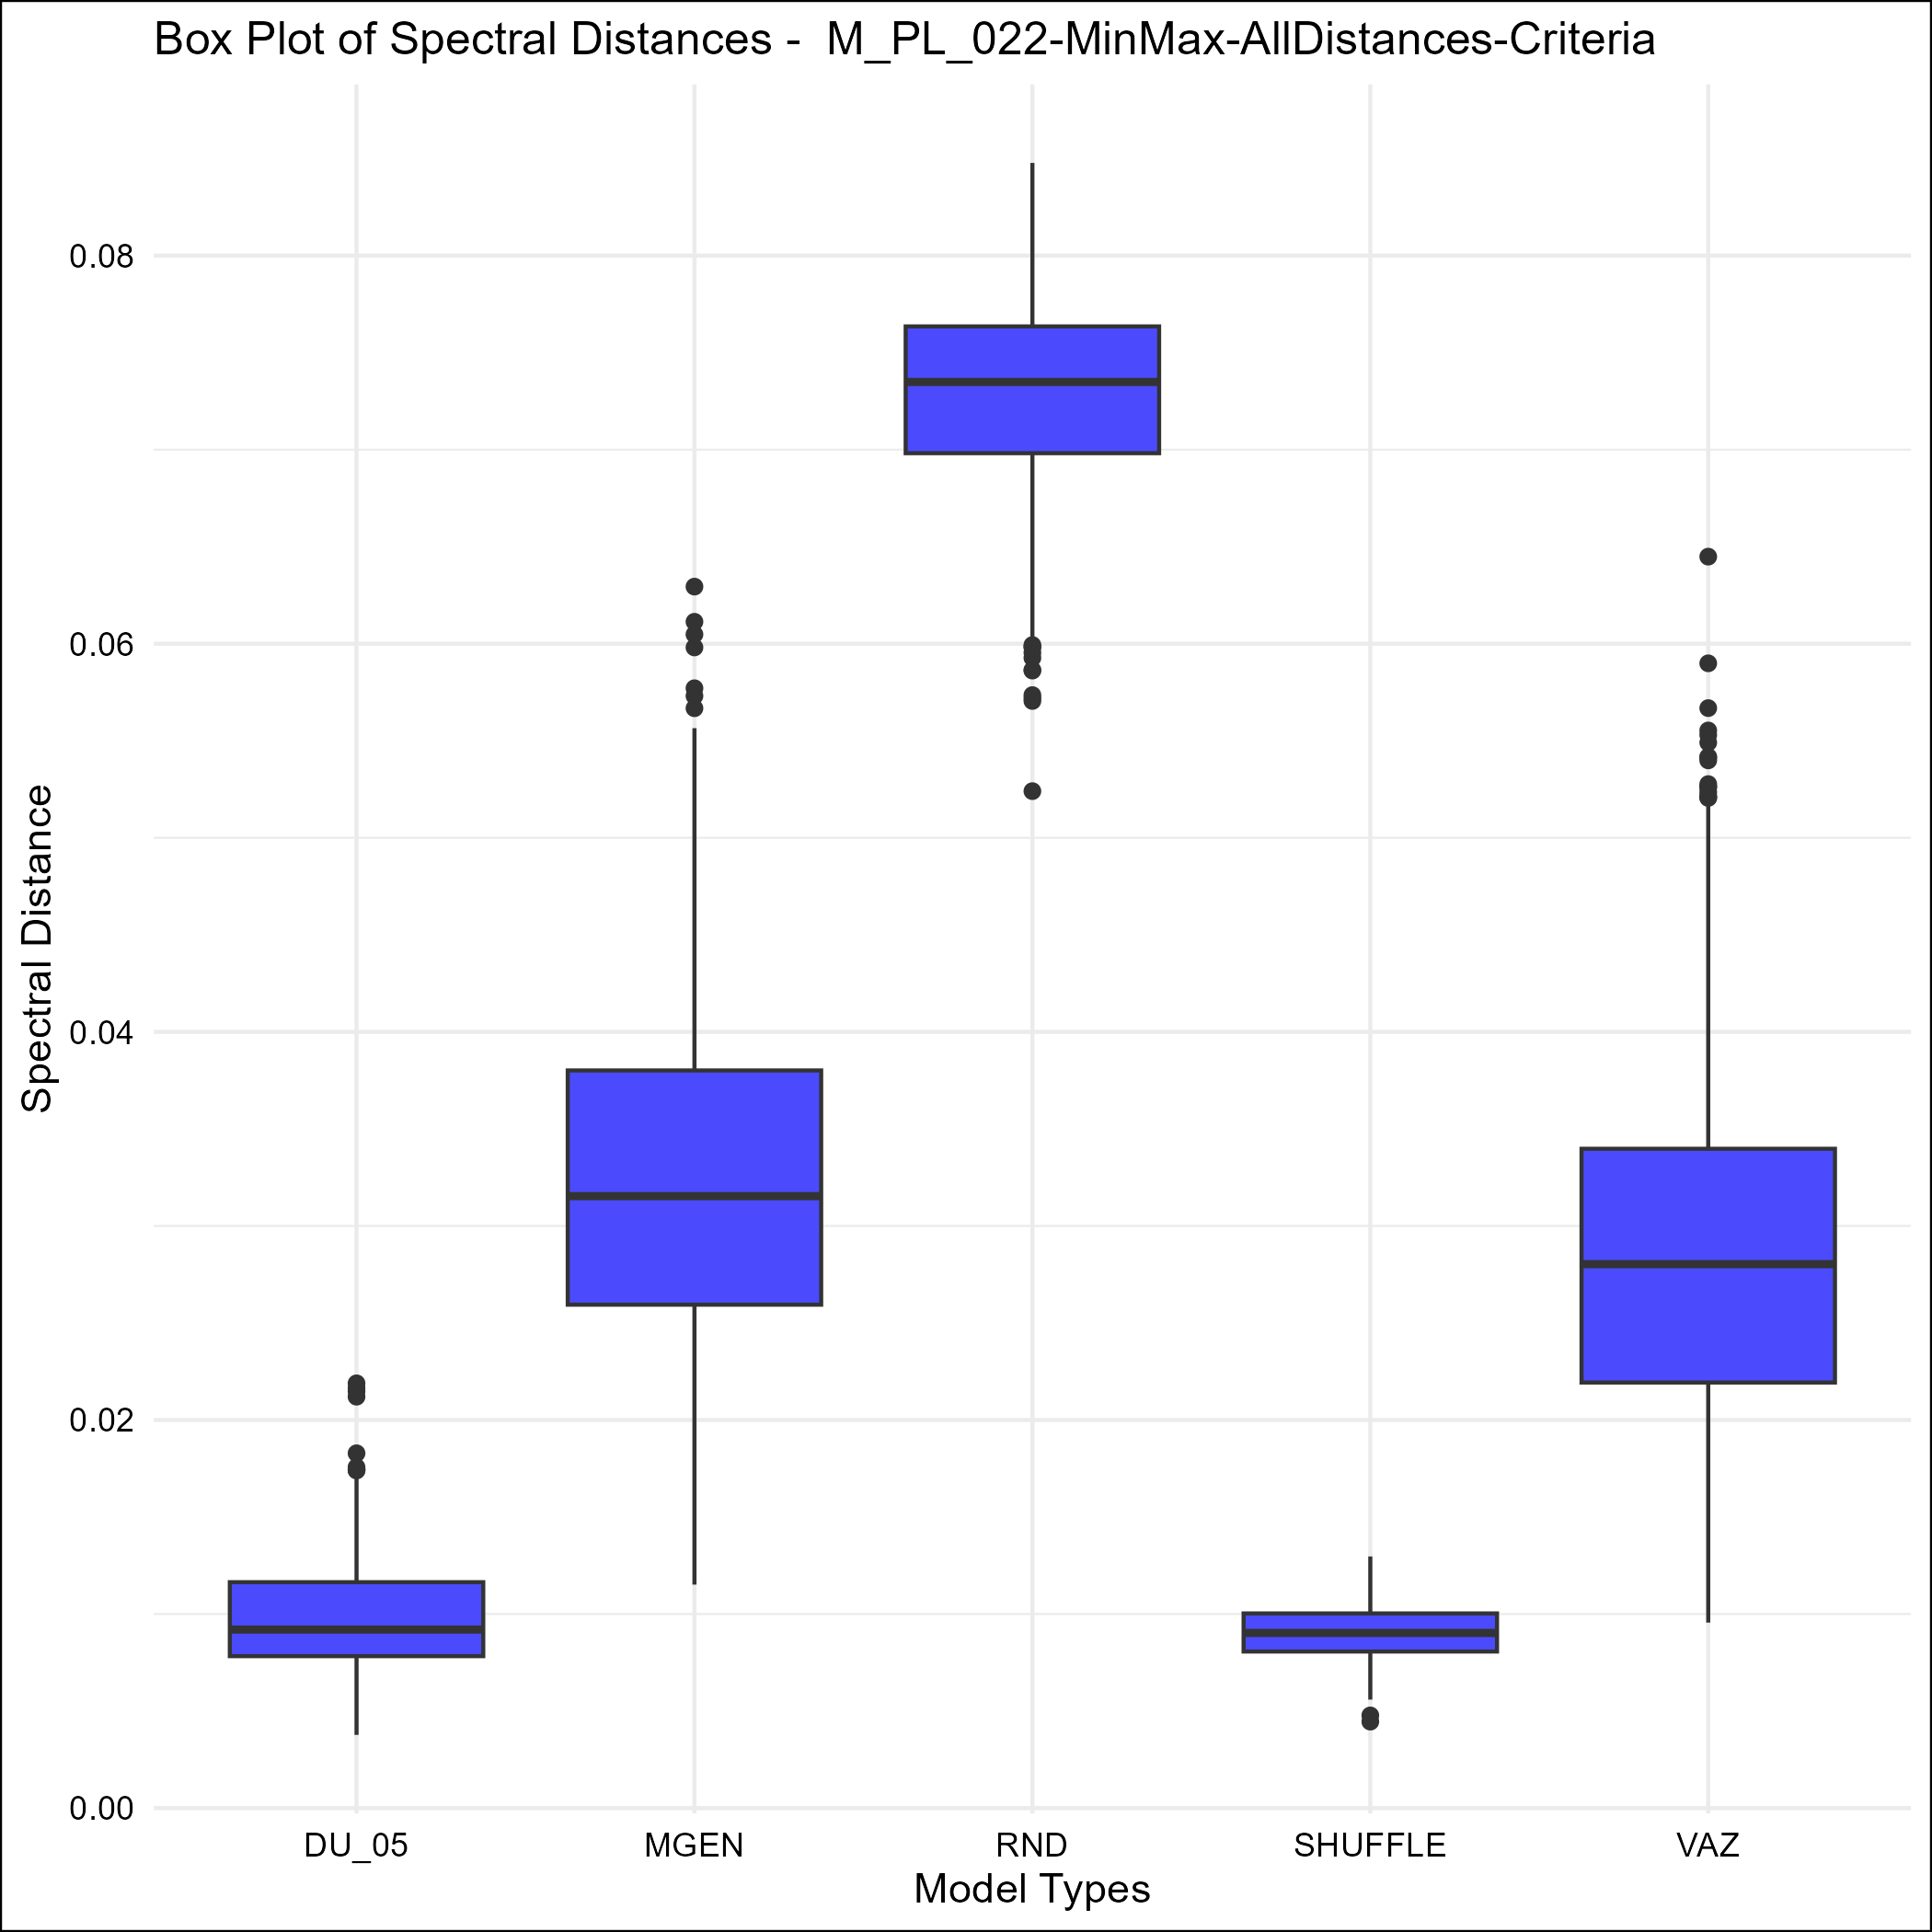 Box Plot of Spectral Distances -  M_PL_022-MinMax-AllDistances-Criteria
Spectral Distance
0.08
0.06
0.04
0.02
0.00
DU_05 MGEN RND SHUFFLE VAZ
Model Types